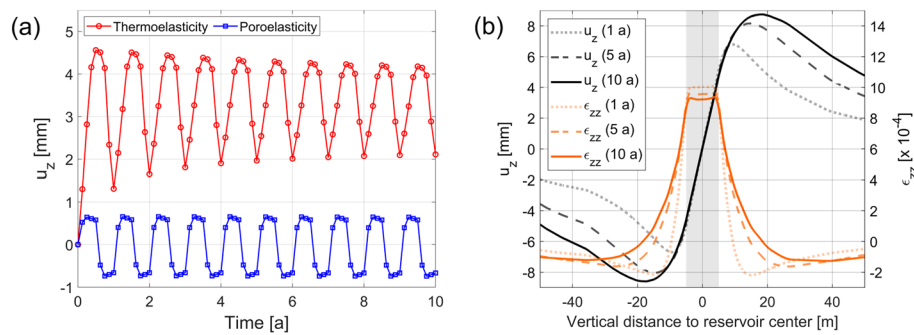 (a)
Thermoelasticity Poroelasticity
5
4
3
2
1
0
-1
u_z [mm]
0 2 4 6 8 10
Time [a]
(b)
u_z (1 a)
u_z (5 a)
u_z (10 a)
ϵ_zz (1 a)
ϵ_zz (5 a)
ϵ_zz (10 a)
8
6
4
2
0
-2
-4
-6
-8
u_z [mm]
14
12
10
8
6
4
2
0
-2
ϵ_zz [x 10^-4]
-40 -20 0 20 40
Vertical distance to reservoir center [m]